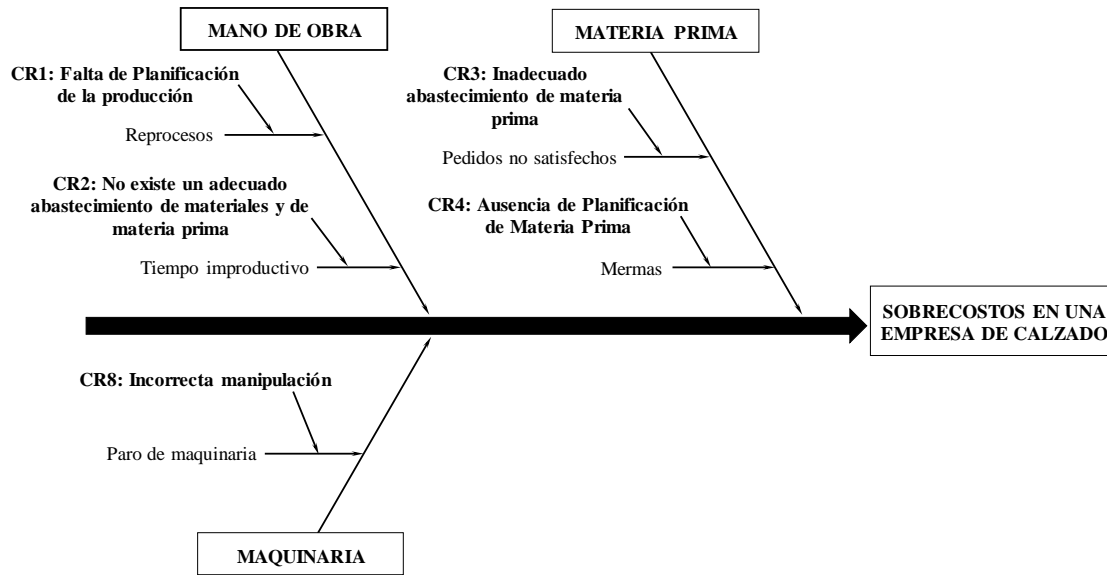 MANO DE OBRA
MATERIA PRIMA
CR1: Falta de Planificación
de la producción
Reprocesos
CR2: No existe un adecuado
abastecimiento de materiales y de
materia prima
Tiempo improductivo
CR3: Inadecuado
abastecimiento de materia
prima
Pedidos no satisfechos
CR4: Ausencia de Planificación
de Materia Prima
Mermas
SOBRECOSTOS EN UNA
EMPRESA DE CALZADO
CR8: Incorrecta manipulación
Paro de maquinaria
MAQUINARIA